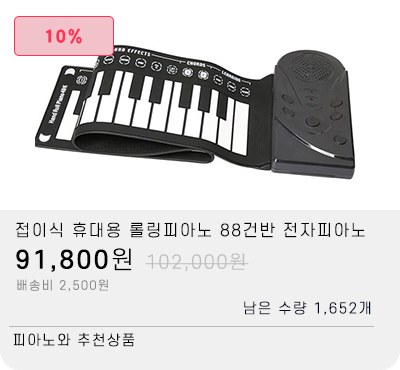 10%
CHORDS
접이식 휴대용 롤링피아노 88건반 전자피아노
91,800원 102,000원
배송비 2,500원
남은 수량 1,652개
피아노와 추천상품